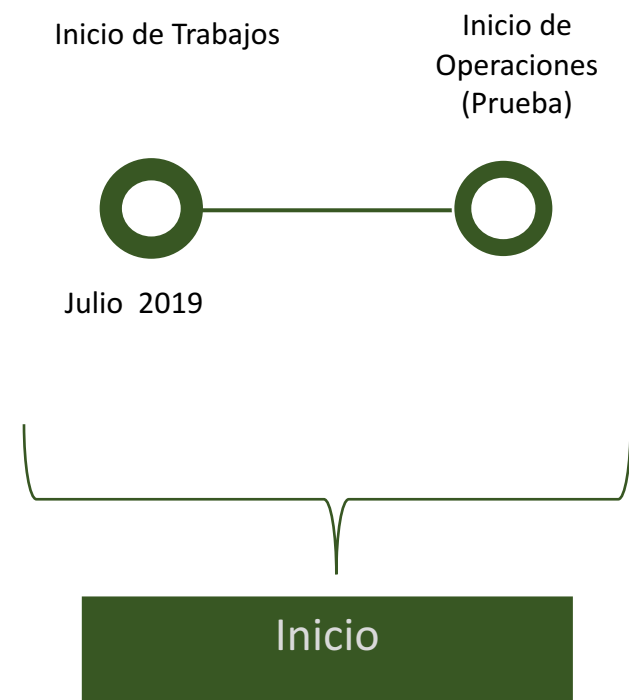 Inicio de Trabajos
Inicio de
Operaciones
(Prueba)
Julio  2019
Inicio